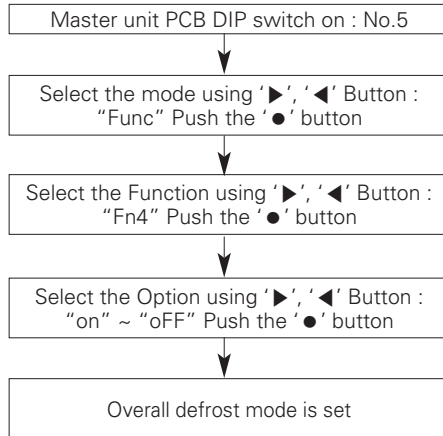 Master unit PCB DIP switch on : No.5
Select the mode using ‘▶’, ‘◀’ Button :
“Func” Push the ‘●’ button
Select the Function using ‘▶’, ‘◀’ Button :
“Fn4” Push the ‘●’ button
Select the Option using ‘▶’, ‘◀’ Button :
“on” ~ “oFF” Push the ‘●’ button
Overall defrost mode is set